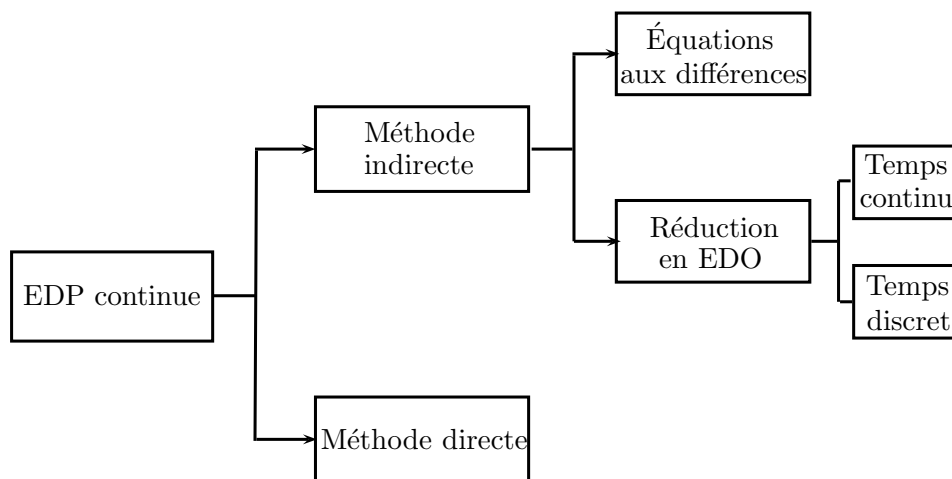 Équations
aux différences
Méthode
indirecte
Temps
continu
Réduction
en EDO
EDP continue
Temps
discret
Méthode directe